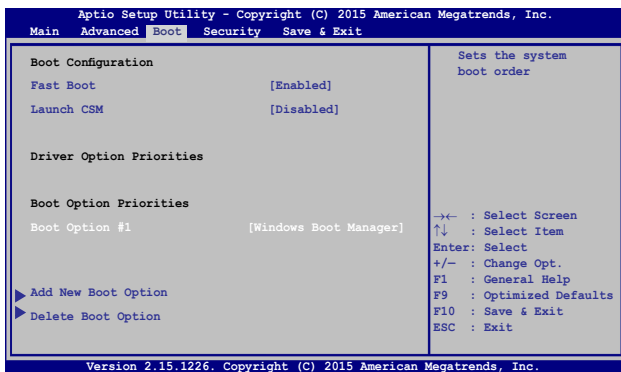 Aptio Setup Utility - Copyright (C) 2015 American Megatrends, Inc.
Main Advanced Boot Security Save & Exit
Boot Configuration
Fast Boot [Enabled]
Launch CSM [Disabled]
Driver Option Priorities
Boot Option Priorities
Boot Option #1 [Windows Boot Manager]
Add New Boot Option
Delete Boot Option
Sets the system
boot order
→← : Select Screen
↑↓ : Select Item
Enter: Select
+/— : Change Opt.
F1 : General Help
F9 : Optimized Defaults
F10 : Save & Exit
ESC : Exit
Version 2.15.1226. Copyright (C) 2015 American Megatrends, Inc.